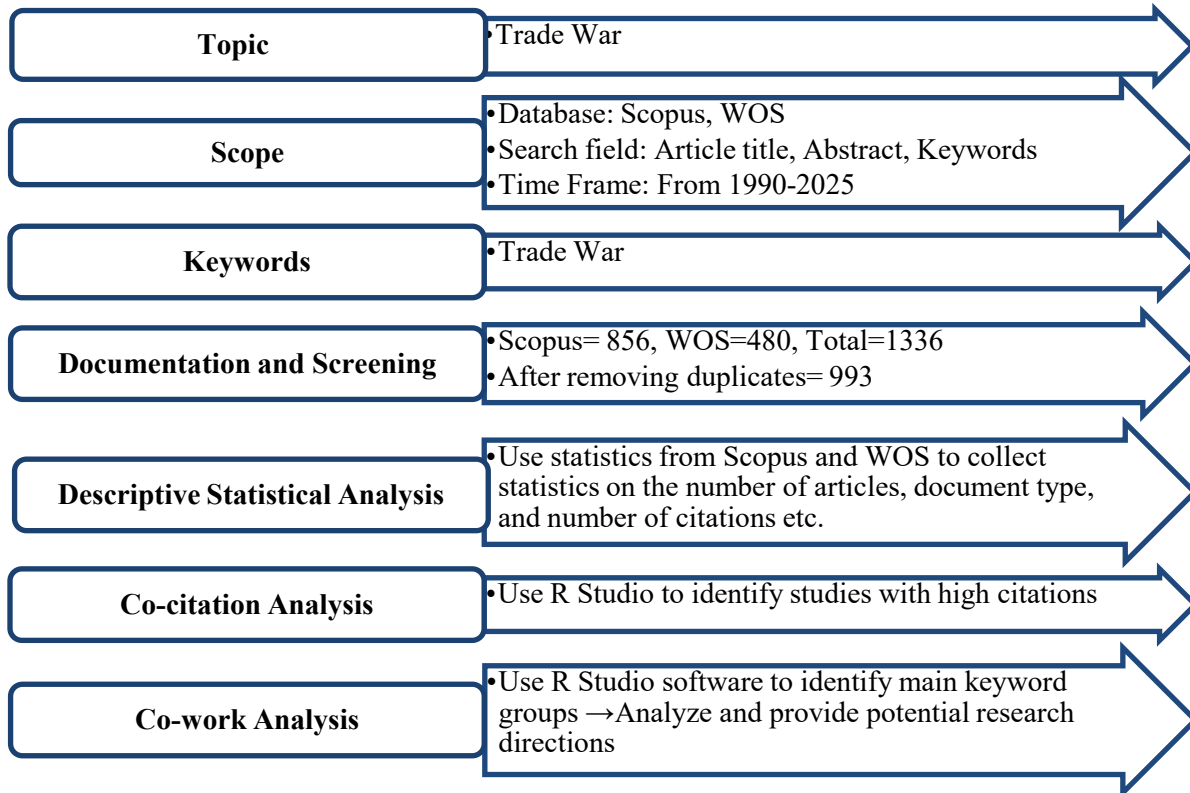 Topic
•Trade War
Scope
•Database: Scopus, WOS
•Search field: Article title, Abstract, Keywords
•Time Frame: From 1990-2025
Keywords
•Trade War
Documentation and Screening
•Scopus= 856, WOS=480, Total=1336
•After removing duplicates= 993
Descriptive Statistical Analysis
•Use statistics from Scopus and WOS to collect
statistics on the number of articles, document type,
and number of citations etc.
Co-citation Analysis
•Use R Studio to identify studies with high citations
Co-work Analysis
•Use R Studio software to identify main keyword
groups →Analyze and provide potential research
directions